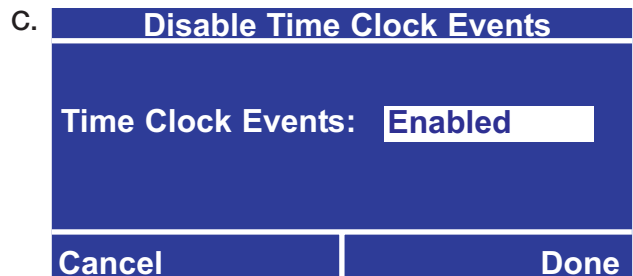 C. Disable Time Clock Events
Time Clock Events: Enabled
Cancel Done